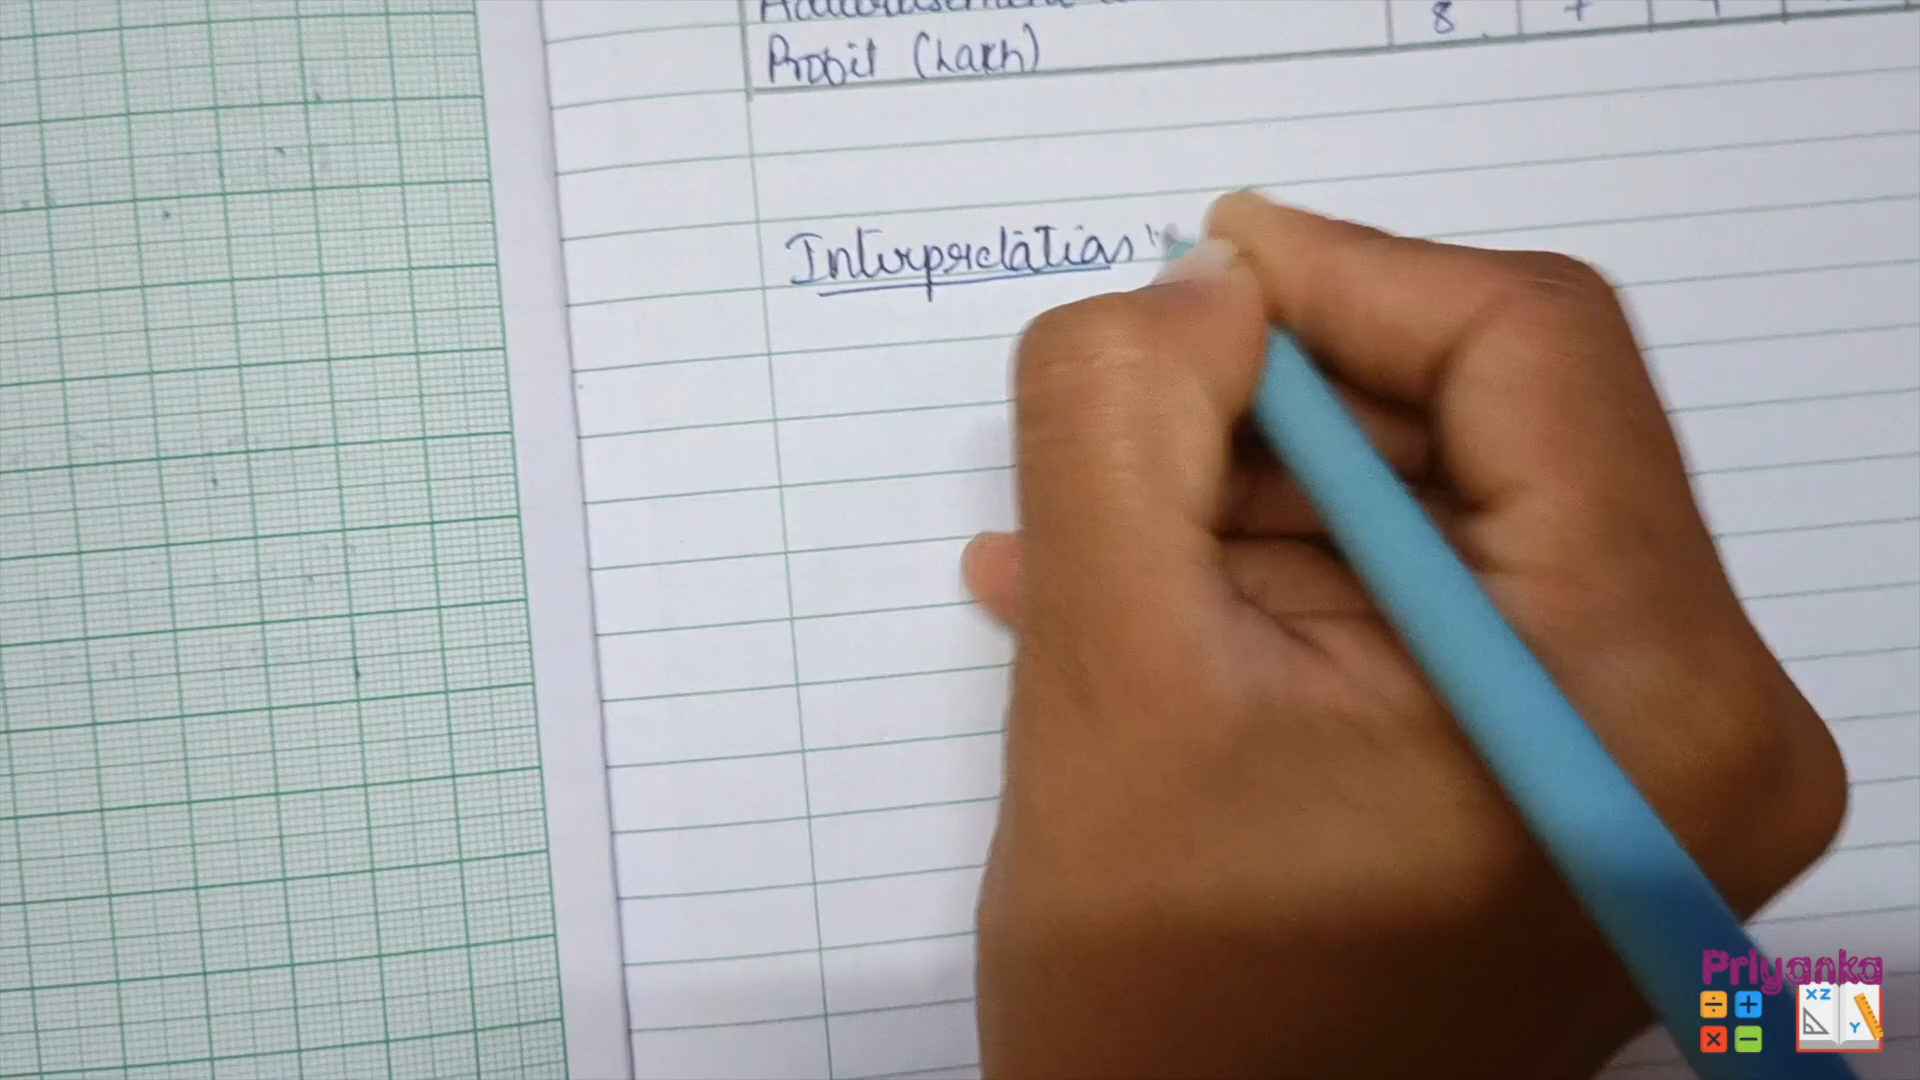 8
Profit (Lakh)
Interpretation
Priyanka
XZ
Y